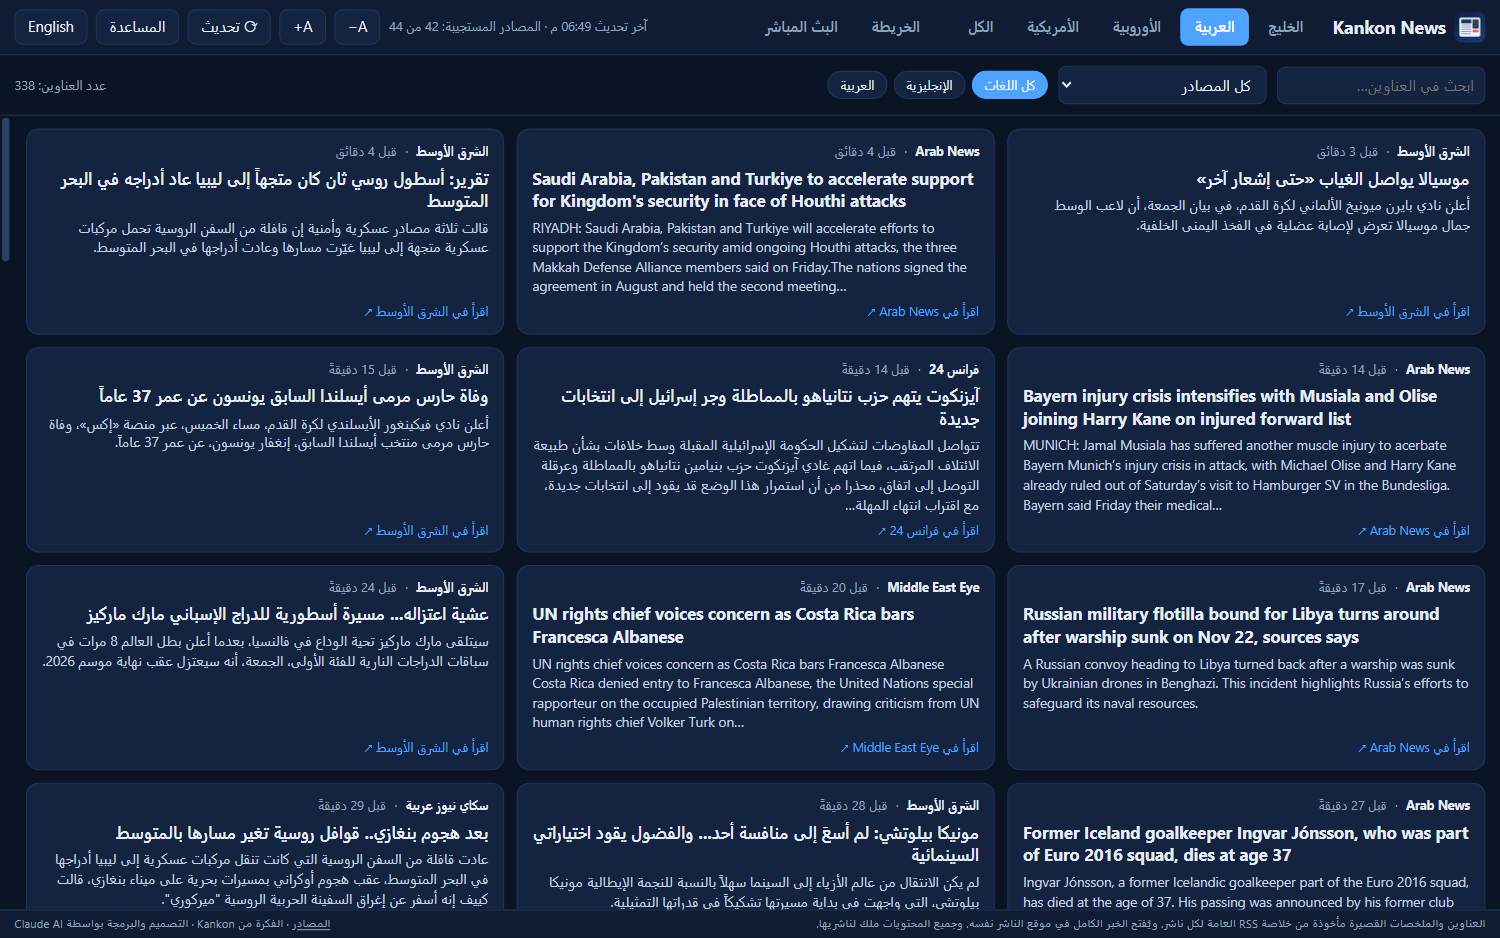 Kankon News
الخليج
العربية
الأوروبية
الأمريكية
الكل
الخريطة
البث المباشر
آخر تحديث 06:49 م · المصادر المستجيبة: 42 من 44
A−
A+
⟳ تحديث
المساعدة
English
ابحث في العناوين...
كل المصادر
كل اللغات
الإنجليزية
العربية
عدد العناوين: 338
الشرق الأوسط · قبل 3 دقائق
موسيالا يواصل الغياب «حتى إشعار آخر»
أعلن نادي بايرن ميونيخ الألماني لكرة القدم، في بيان الجمعة، أن لاعب الوسط
جمال موسيالا تعرض لإصابة عضلية في الفخذ اليمنى الخلفية.
اقرأ في الشرق الأوسط ↗
Arab News · قبل 4 دقائق
Saudi Arabia, Pakistan and Turkiye to accelerate support
for Kingdom's security in face of Houthi attacks
RIYADH: Saudi Arabia, Pakistan and Turkiye will accelerate efforts to
support the Kingdom’s security amid ongoing Houthi attacks, the three
Makkah Defense Alliance members said on Friday.The nations signed the
agreement in August and held the second meeting...
اقرأ في Arab News ↗
الشرق الأوسط · قبل 4 دقائق
تقرير: أسطول روسي ثان كان متجهاً إلى ليبيا عاد أدراجه في البحر
المتوسط
قالت ثلاثة مصادر عسكرية وأمنية إن قافلة من السفن الروسية تحمل مركبات
عسكرية متجهة إلى ليبيا غيّرت مسارها وعادت أدراجها في البحر المتوسط.
اقرأ في الشرق الأوسط ↗
Arab News · قبل 14 دقيقةً
Bayern injury crisis intensifies with Musiala and Olise
joining Harry Kane on injured forward list
MUNICH: Jamal Musiala has suffered another muscle injury to acerbate
Bayern Munich’s injury crisis in attack, with Michael Olise and Harry Kane
already ruled out of Saturday’s visit to Hamburger SV in the Bundesliga.
Bayern said Friday their medical...
اقرأ في Arab News ↗
فرانس 24 · قبل 14 دقيقةً
آيزنكوت يتهم حزب نتانياهو بالمماطلة وجر إسرائيل إلى انتخابات
جديدة
تتواصل المفاوضات لتشكيل الحكومة الإسرائيلية المقبلة وسط خلافات بشأن طبيعة
الائتلاف المرتقب، فيما اتهم غادي آيزنكوت حزب بنيامين نتانياهو بالمماطلة وعرقلة
التوصل إلى اتفاق، محذرا من أن استمرار هذا الوضع قد يقود إلى انتخابات جديدة،
مع اقتراب انتهاء المهلة...
اقرأ في فرانس 24 ↗
الشرق الأوسط · قبل 15 دقيقةً
وفاة حارس مرمى أيسلندا السابق يونسون عن عمر 37 عاماً
أعلن نادي فيكينغور الأيسلندي لكرة القدم، مساء الخميس، عبر منصة «إكس»، وفاة
حارس مرمى منتخب أيسلندا السابق، إنغفار يونسون، عن عمر 37 عاماً.
اقرأ في الشرق الأوسط ↗
Arab News · قبل 17 دقيقةً
Russian military flotilla bound for Libya turns around
after warship sunk on Nov 22, sources says
A Russian convoy heading to Libya turned back after a warship was sunk
by Ukrainian drones in Benghazi. This incident highlights Russia’s efforts to
safeguard its naval resources.
اقرأ في Arab News ↗
Middle East Eye · قبل 20 دقيقةً
UN rights chief voices concern as Costa Rica bars
Francesca Albanese
UN rights chief voices concern as Costa Rica bars Francesca Albanese
Costa Rica denied entry to Francesca Albanese, the United Nations special
rapporteur on the occupied Palestinian territory, drawing criticism from UN
human rights chief Volker Turk on...
اقرأ في Middle East Eye ↗
الشرق الأوسط · قبل 24 دقيقةً
عشية اعتزاله... مسيرة أسطورية للدراج الإسباني مارك ماركيز
سيتلقى مارك ماركيز تحية الوداع في فالنسيا، بعدما أعلن بطل العالم 8 مرات في
سباقات الدراجات النارية للفئة الأولى، الجمعة، أنه سيعتزل عقب نهاية موسم 2026.
اقرأ في الشرق الأوسط ↗
Arab News · قبل 27 دقيقةً
Former Iceland goalkeeper Ingvar Jónsson, who was part
of Euro 2016 squad, dies at age 37
Ingvar Jónsson, a former Icelandic goalkeeper part of the Euro 2016 squad,
has died at the age of 37. His passing was announced by his former club
الشرق الأوسط · قبل 28 دقيقةً
مونيكا بيلوتشي: لم أسعَ إلى منافسة أحد... والفضول يقود اختياراتي
السينمائية
لم يكن الانتقال من عالم الأزياء إلى السينما سهلاً بالنسبة للنجمة الإيطالية مونيكا
بيلوتشي، التي واجهت في بداية مسيرتها تشكيكاً في قدراتها التمثيلية.
سكاي نيوز عربية · قبل 29 دقيقةً
بعد هجوم بنغازي.. قوافل روسية تغير مسارها بالمتوسط
عادت قافلة من السفن الروسية التي كانت تنقل مركبات عسكرية إلى ليبيا أدراجها
في البحر المتوسط، عقب هجوم أوكراني بمسيرات بحرية على ميناء بنغازي، قالت
كييف إنه أسفر عن إغراق السفينة الحربية الروسية "ميركوري".
العناوين والملخصات القصيرة مأخوذة من خلاصة RSS العامة لكل ناشر. ويُفتح الخبر الكامل في موقع الناشر نفسه. وجميع المحتويات ملك لناشريها.
المصادر · الفكرة من Kankon · التصميم والبرمجة بواسطة Claude AI